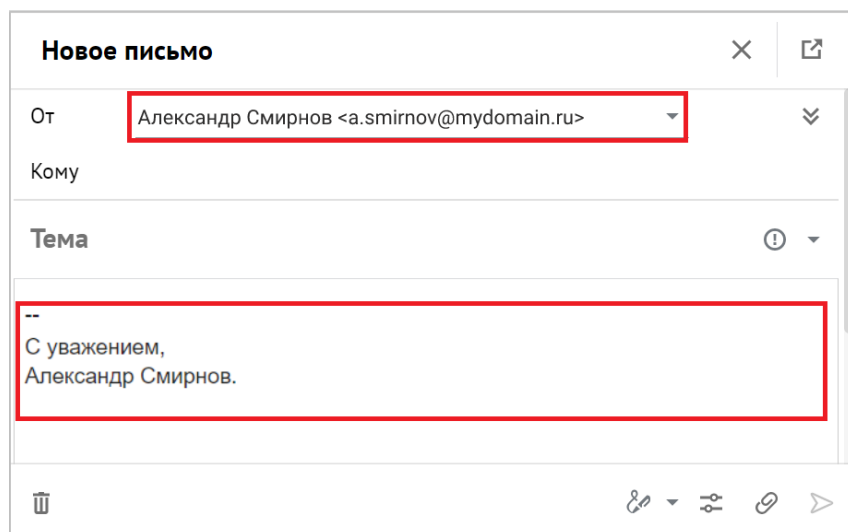 Новое письмо
От Александр Смирнов <a.smirnov@mydomain.ru>
Кому
Тема
--
С уважением,
Александр Смирнов.